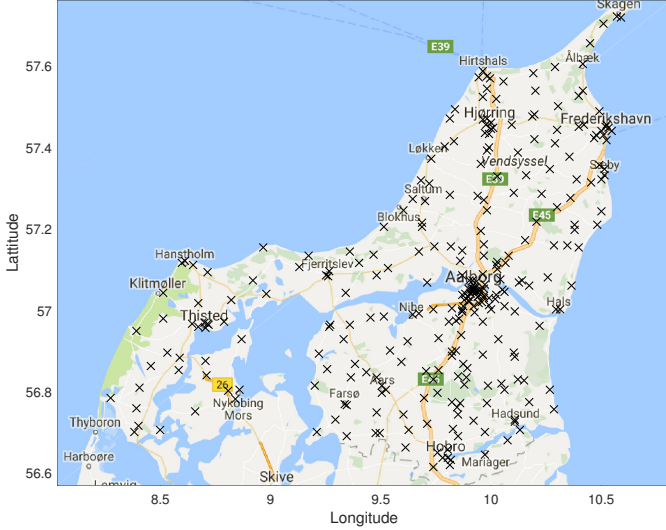 Skagen
E39
57.6
Hirtshals
Ålbæk
Hjørring
Frederikshavn
57.4
Løkken
Vendsyssel
Sæby
E39
Saltum
Blokhus
E45
57.2
Hanstholm
Fjerritslev
Klitmøller
Aalborg
Lattitude
57
Thisted
Nibe
Hals
26
Aars
E45
56.8
Nykøbing
Mors
Farsø
Thyboron
Hadsund
Hobro
Harboøre
Mariager
56.6
Lemvig
Skive
8.5
9
9.5
10
10.5
Longitude